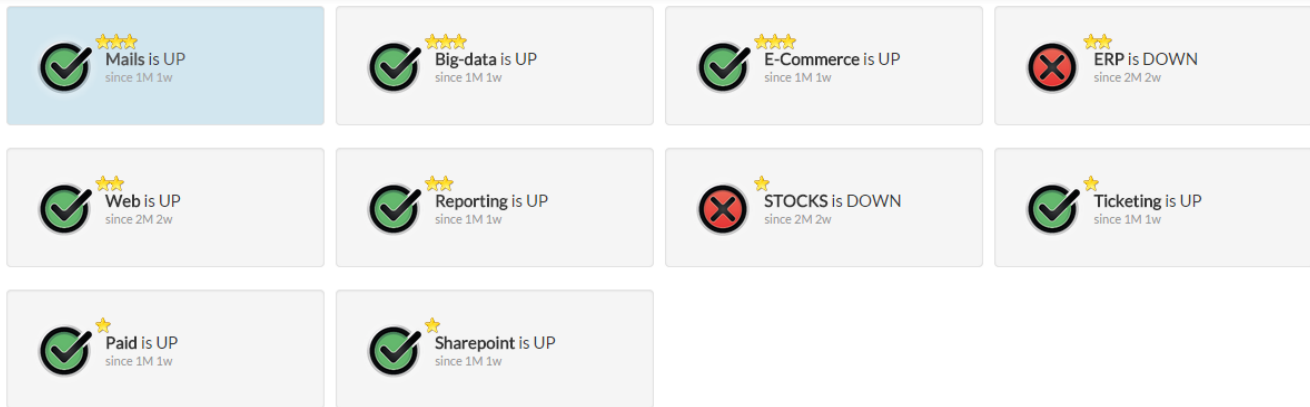 Mails is UP
since 1M 1w
Big-data is UP
since 1M 1w
E-Commerce is UP
since 1M 1w
ERP is DOWN
since 2M 2w
Web is UP
since 2M 2w
Reporting is UP
since 1M 1w
STOCKS is DOWN
since 2M 2w
Ticketing is UP
since 1M 1w
Paid is UP
since 1M 1w
Sharepoint is UP
since 1M 1w